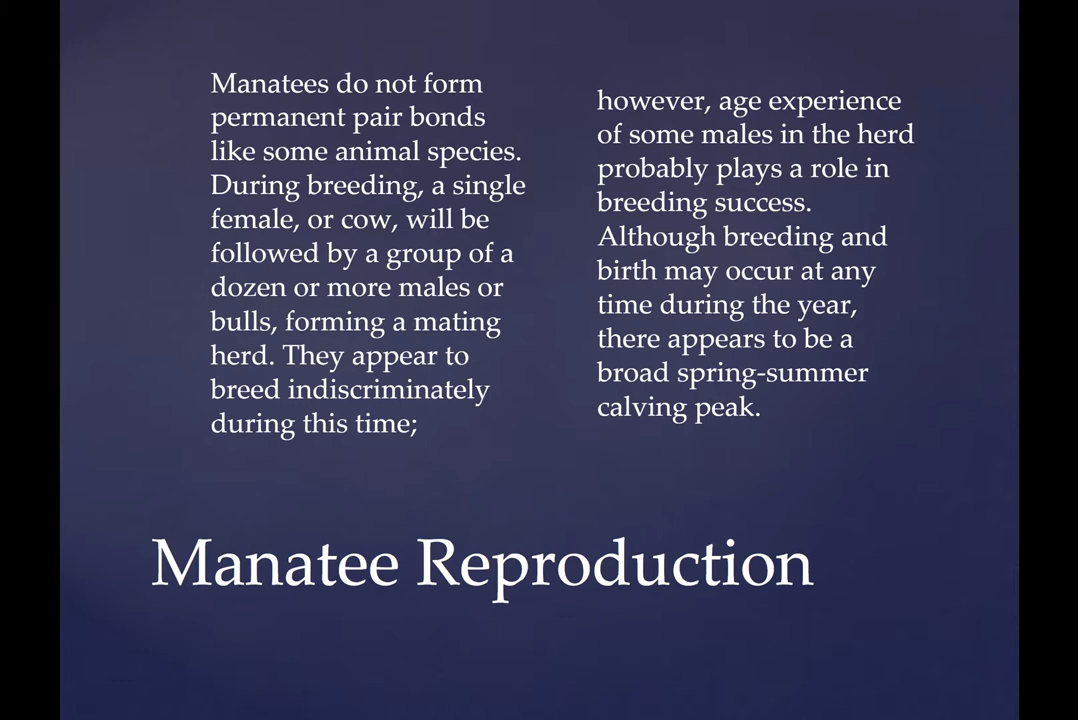 Manatees do not form
permanent pair bonds
like some animal species.
During breeding, a single
female, or cow, will be
followed by a group of a
dozen or more males or
bulls, forming a mating
herd. They appear to
breed indiscriminately
during this time;
however, age experience
of some males in the herd
probably plays a role in
breeding success.
Although breeding and
birth may occur at any
time during the year,
there appears to be a
broad spring-summer
calving peak.
Manatee Reproduction